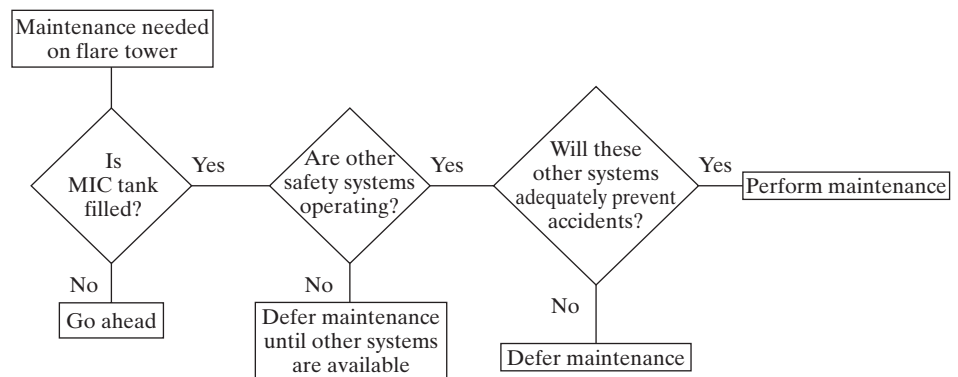 Maintenance needed
on flare tower
Is
MIC tank
filled?
Yes
No
Go ahead
Are other
safety systems
operating?
Yes
No
Defer maintenance
until other systems
are available
Will these
other systems
adequately prevent
accidents?
Yes
Perform maintenance
No
Defer maintenance